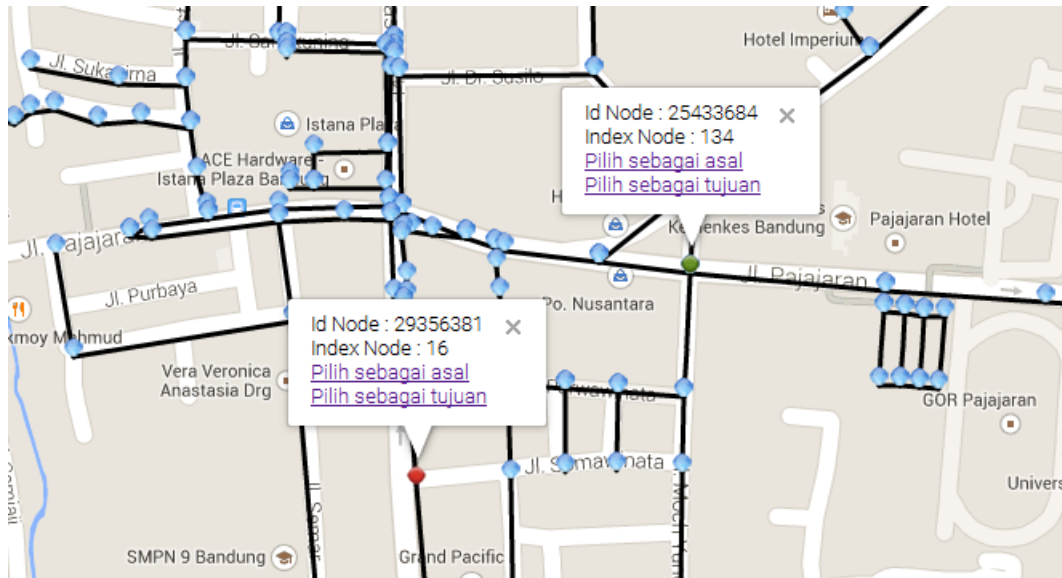 Hotel Imperium
Jl. Sukasirna
Jl. Dr. Susilo
Id Node : 25433684
Index Node : 134
Pilih sebagai asal
Pilih sebagai tujuan
Istana Plaza
ACE Hardware -
Istana Plaza Bandung
Kemenkes Bandung
Pajajaran Hotel
Jl. Pajajaran
Jl. Pajajaran
Jl. Purbaya
Po. Nusantara
Id Node : 29356381
Index Node : 16
Pilih sebagai asal
Pilih sebagai tujuan
Mahmud
Vera Veronica
Anastasia Drg
GOR Pajajaran
Jl. Semar
SMPN 9 Bandung
Grand Pacific